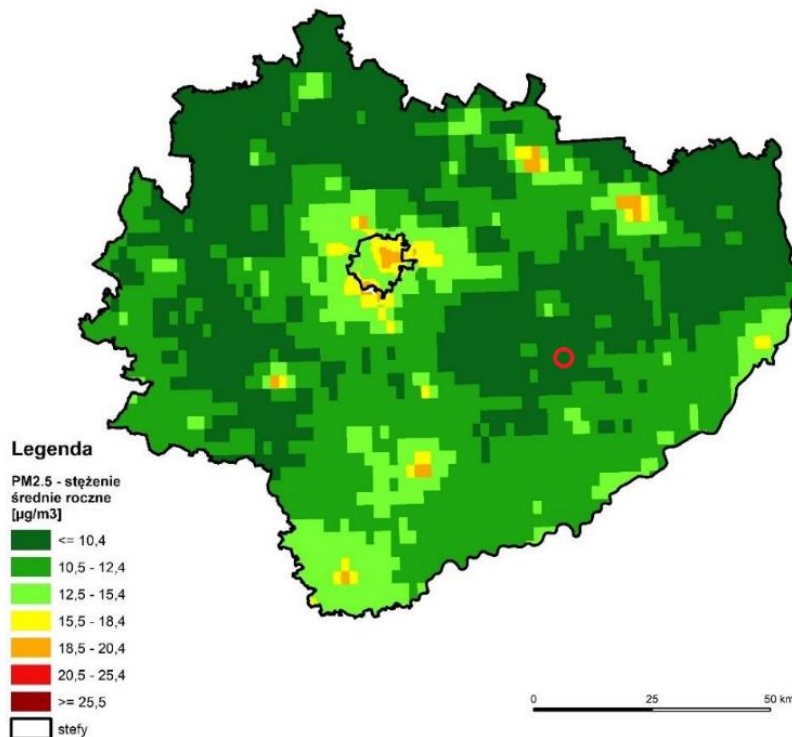 Legenda
PM2.5 - stężenie
średnie roczne
[µg/m3]
<= 10,4
10,5 - 12,4
12,5 - 15,4
15,5 - 18,4
18,5 - 20,4
20,5 - 25,4
>= 25,5
stefy
0 25 50 km